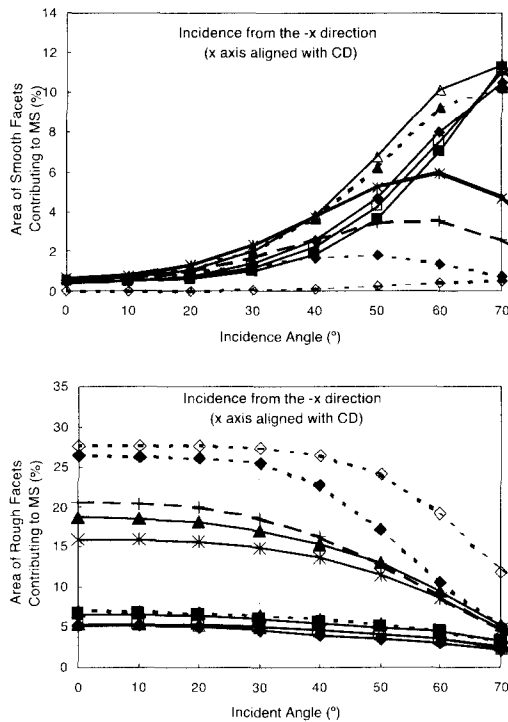 Incidence from the -x direction
(x axis aligned with CD)
Area of Smooth Facets
Contributing to MS (%)
14
12
10
8
6
4
2
0
0 10 20 30 40 50 60 70
Incidence Angle (°)
Incidence from the -x direction
(x axis aligned with CD)
Area of Rough Facets
Contributing to MS (%)
35
30
25
20
15
10
5
0
0 10 20 30 40 50 60 70
Incident Angle (°)